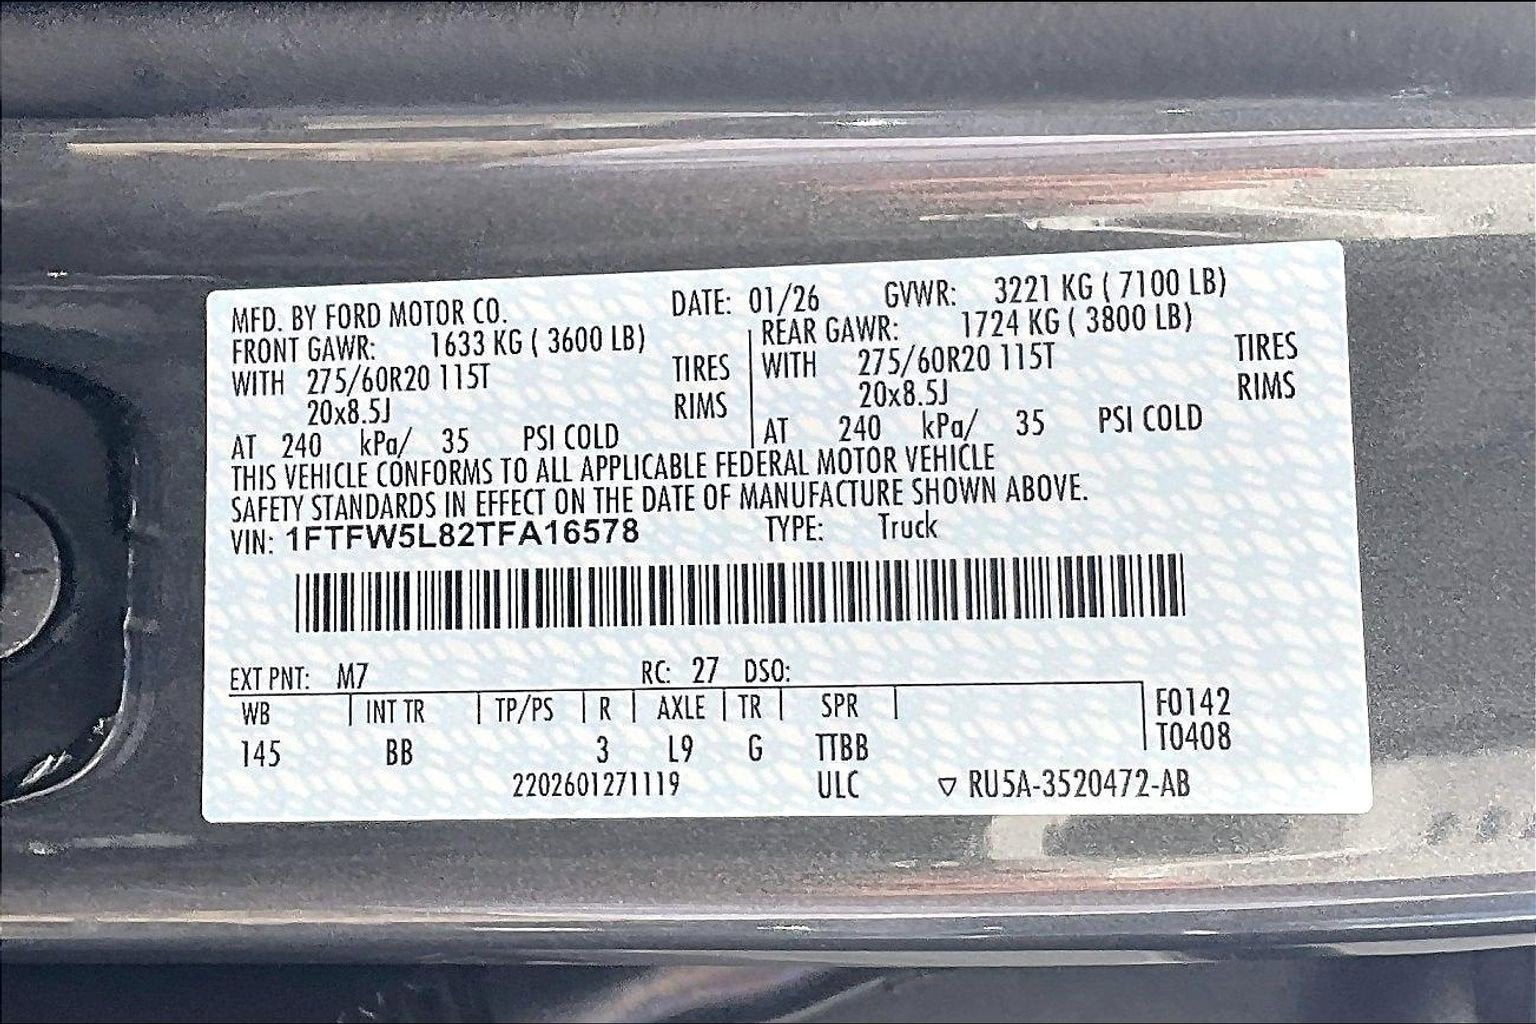 MFD. BY FORD MOTOR CO. DATE: 01/26 GVWR: 3221 KG ( 7100 LB)
FRONT GAWR: 1633 KG ( 3600 LB) REAR GAWR: 1724 KG ( 3800 LB)
WITH 275/60R20 115T TIRES WITH 275/60R20 115T TIRES
20x8.5J RIMS 20x8.5J RIMS
AT 240 kPa/ 35 PSI COLD AT 240 kPa/ 35 PSI COLD
THIS VEHICLE CONFORMS TO ALL APPLICABLE FEDERAL MOTOR VEHICLE
SAFETY STANDARDS IN EFFECT ON THE DATE OF MANUFACTURE SHOWN ABOVE.
VIN: 1FTFW5L82TFA16578 TYPE: Truck
EXT PNT: M7 RC: 27 DSO:
WB INT TR TP/PS R AXLE TR SPR F0142
145 BB 3 L9 G TTBB T0408
2202601271119 ULC ▽ RU5A-3520472-AB